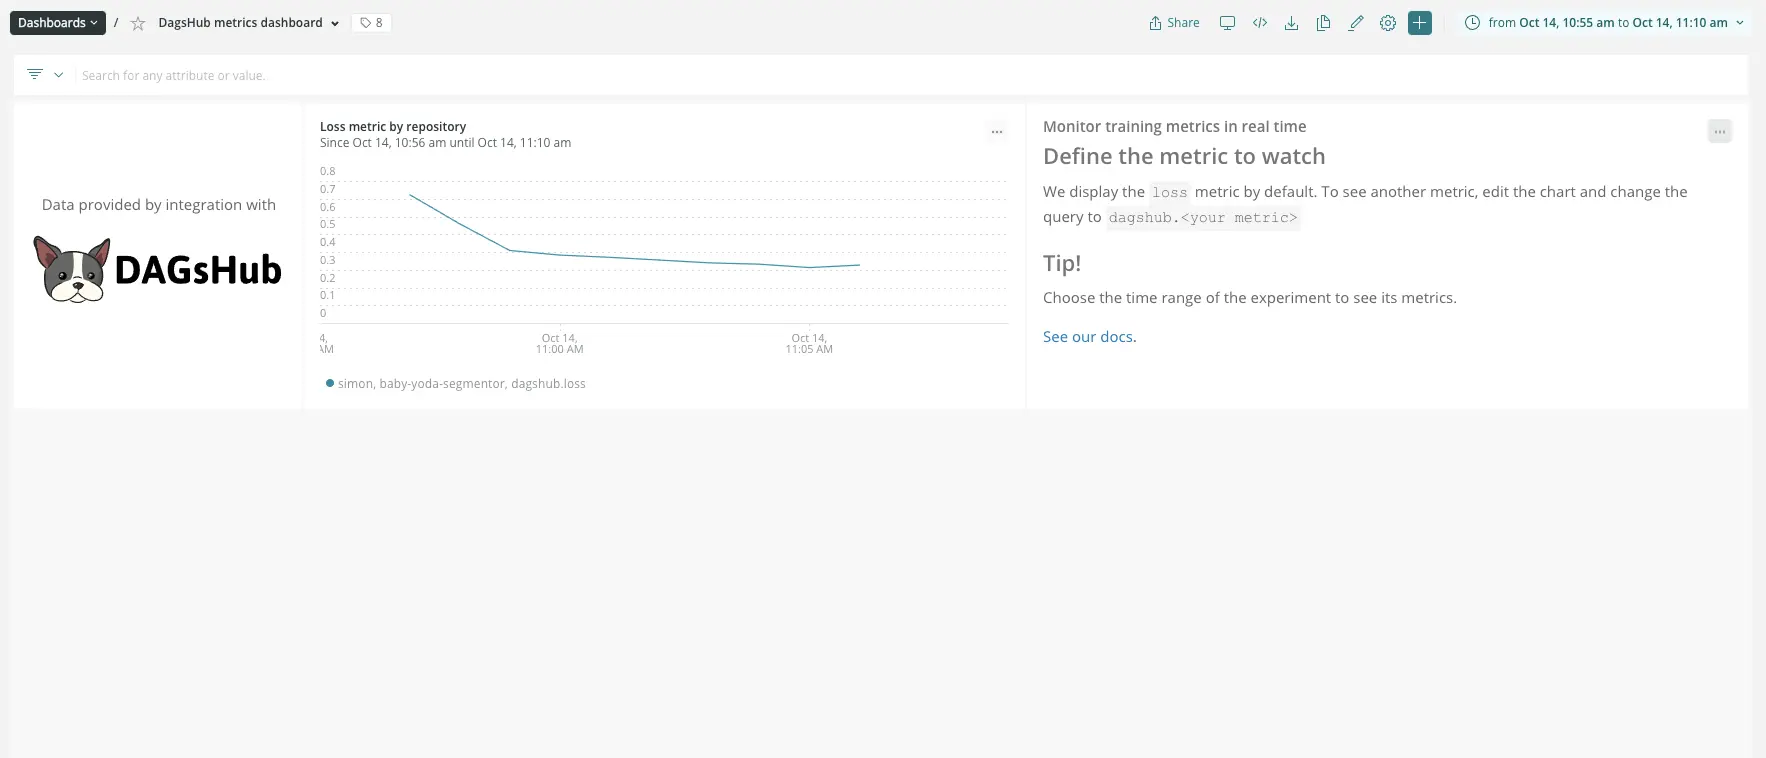 Dashboards / DagsHub metrics dashboard 8 Share from Oct 14, 10:55 am to Oct 14, 11:10 am
Search for any attribute or value.
Data provided by integration with
DAGsHub
Loss metric by repository
Since Oct 14, 10:56 am until Oct 14, 11:10 am
0.8
0.7
0.6
0.5
0.4
0.3
0.2
0.1
0
4,
AM
Oct 14,
11:00 AM
Oct 14,
11:05 AM
simon, baby-yoda-segmentor, dagshub.loss
Monitor training metrics in real time
Define the metric to watch
We display the loss metric by default. To see another metric, edit the chart and change the
query to dagshub.<your metric>
Tip!
Choose the time range of the experiment to see its metrics.
See our docs.